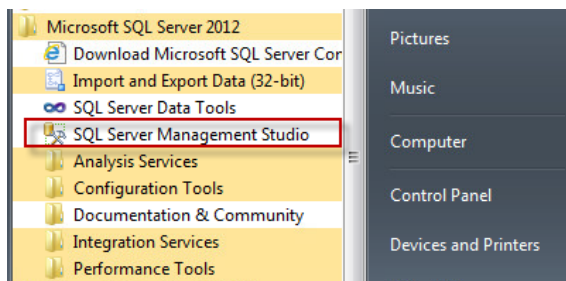 Microsoft SQL Server 2012
Download Microsoft SQL Server Cor
Import and Export Data (32-bit)
SQL Server Data Tools
SQL Server Management Studio
Analysis Services
Configuration Tools
Documentation & Community
Integration Services
Performance Tools
Pictures
Music
Computer
Control Panel
Devices and Printers